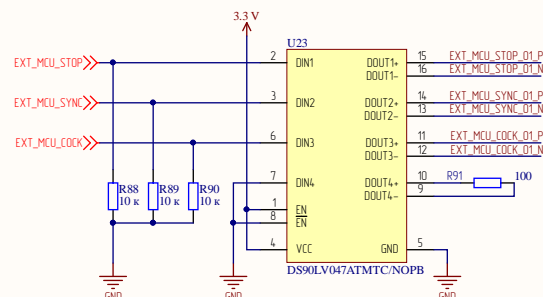 3.3 V
U23
EXT_MCU_STOP
2 DIN1 DOUT1+ 15 EXT_MCU_STOP_01_P
DOUT1- 16 EXT_MCU_STOP_01_N
EXT_MCU_SYNC
3 DIN2 DOUT2+ 14 EXT_MCU_SYNC_01_P
DOUT2- 13 EXT_MCU_SYNC_01_N
EXT_MCU_COCK
6 DIN3 DOUT3+ 11 EXT_MCU_COCK_01_P
DOUT3- 12 EXT_MCU_COCK_01_N
7 DIN4 DOUT4+ 10 R91 100
DOUT4- 9
R88 R89 R90
10 к 10 к 10 к
1 EN
8 EN
4 VCC GND 5
DS90LV047ATMTC/NOPB
GND GND GND